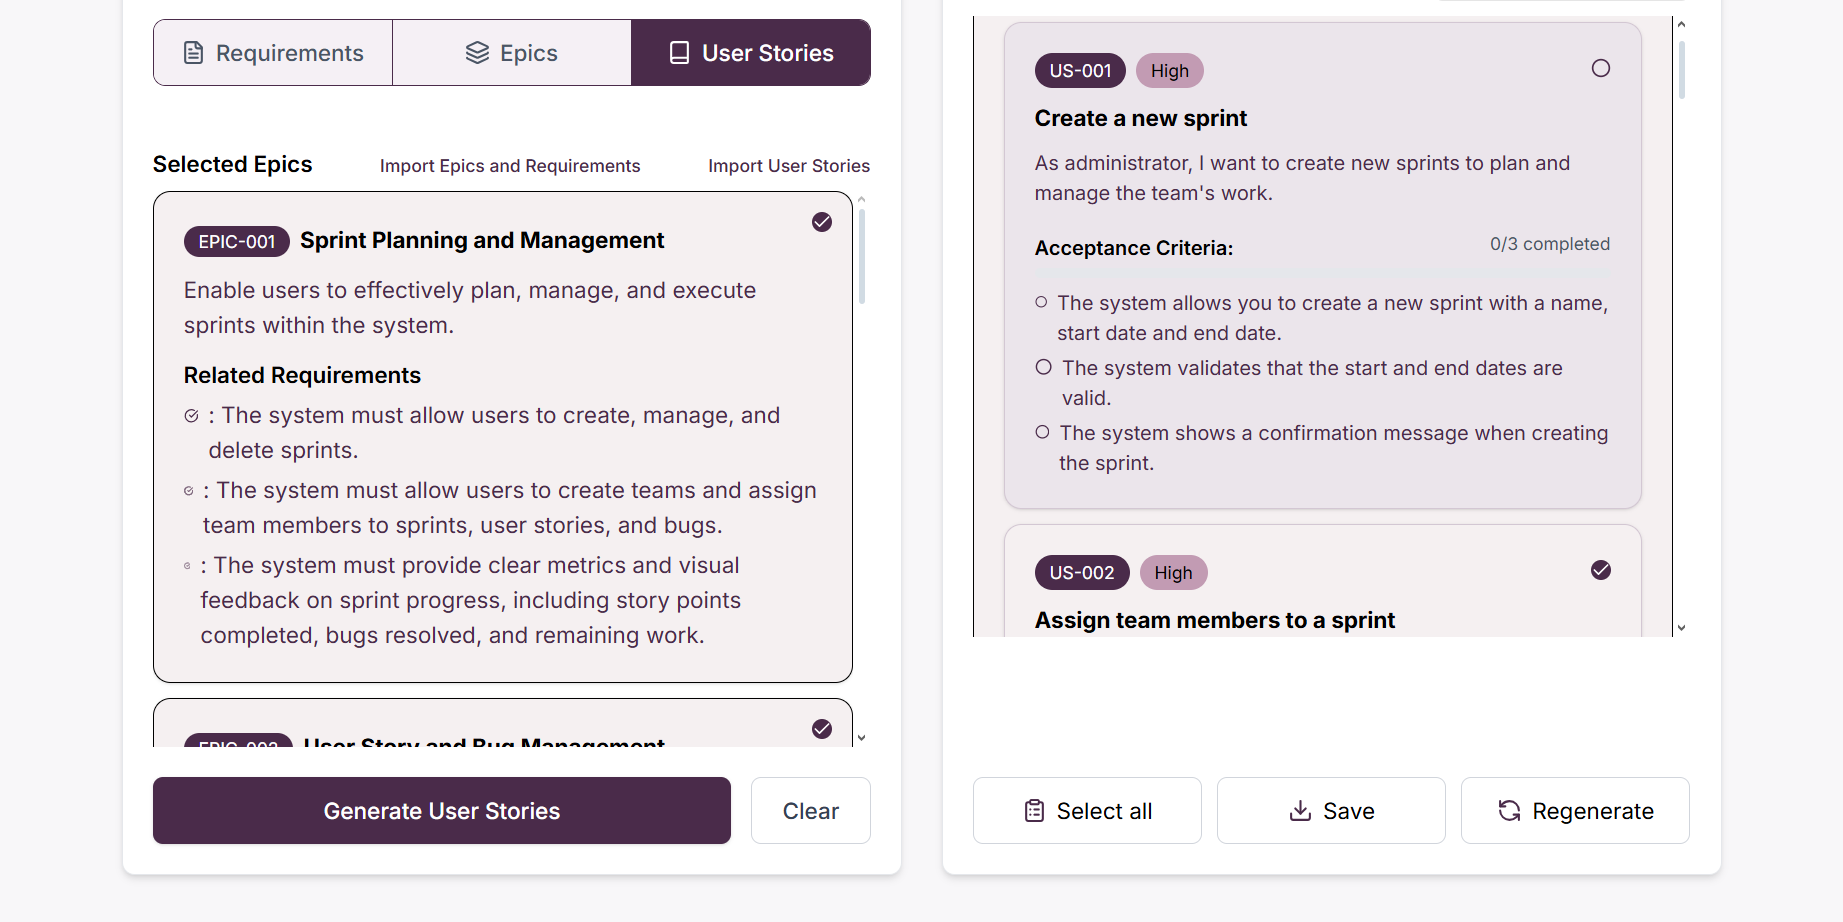 Requirements
Epics
User Stories
Selected Epics
Import Epics and Requirements
Import User Stories
EPIC-001
Sprint Planning and Management
Enable users to effectively plan, manage, and execute
sprints within the system.
Related Requirements
: The system must allow users to create, manage, and
delete sprints.
: The system must allow users to create teams and assign
team members to sprints, user stories, and bugs.
: The system must provide clear metrics and visual
feedback on sprint progress, including story points
completed, bugs resolved, and remaining work.
EPIC-002
User Story and Bug Management
Generate User Stories
Clear
US-001
High
Create a new sprint
As administrator, I want to create new sprints to plan and
manage the team's work.
Acceptance Criteria:
0/3 completed
The system allows you to create a new sprint with a name,
start date and end date.
The system validates that the start and end dates are
valid.
The system shows a confirmation message when creating
the sprint.
US-002
High
Assign team members to a sprint
Select all
Save
Regenerate